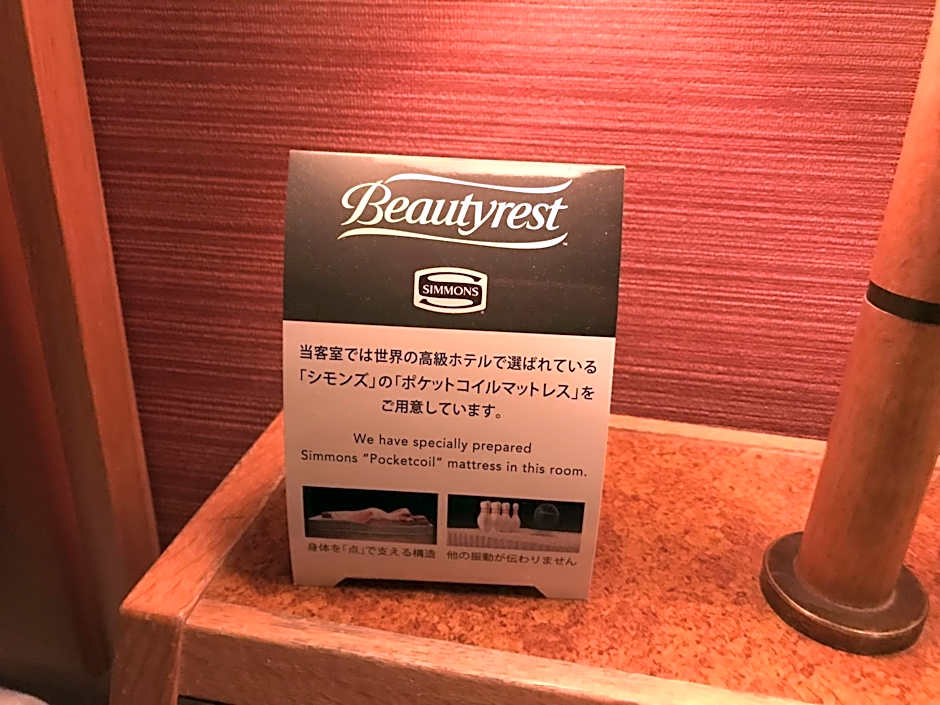 Beautyrest
SIMMONS
当客室では世界の高級ホテルで選ばれている
「シモンズ」の「ポケットコイルマットレス」を
ご用意しています。
We have specially prepared
Simmons “Pocketcoil” mattress in this room.
身体を「点」で支える構造
他の振動が伝わりません